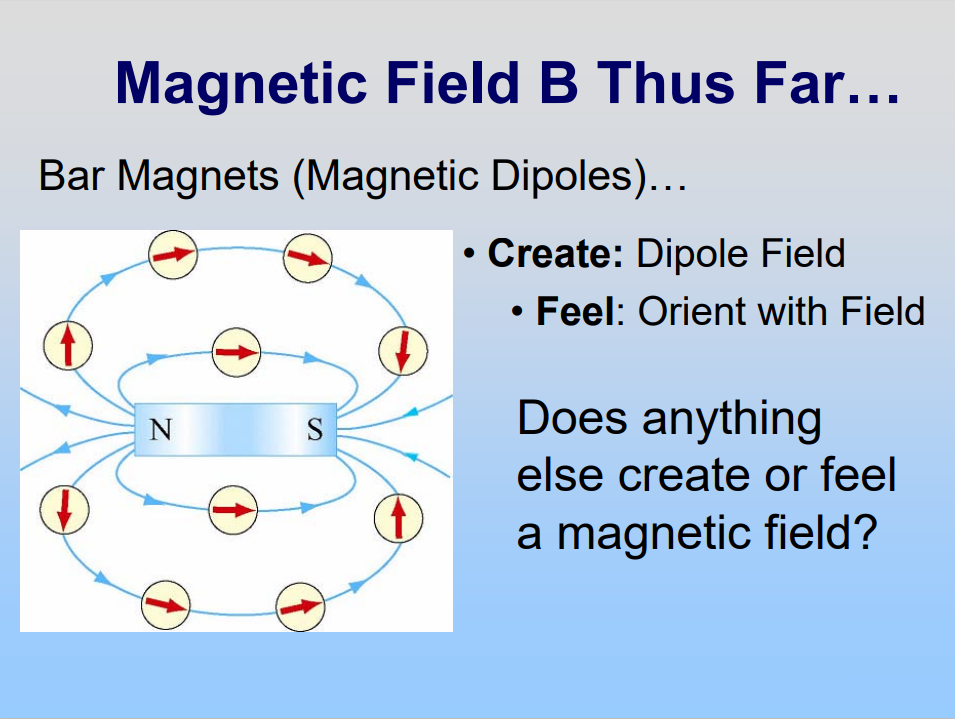 Magnetic Field B Thus Far…
Bar Magnets (Magnetic Dipoles)…
• Create: Dipole Field
• Feel: Orient with Field
N S
Does anything
else create or feel
a magnetic field?